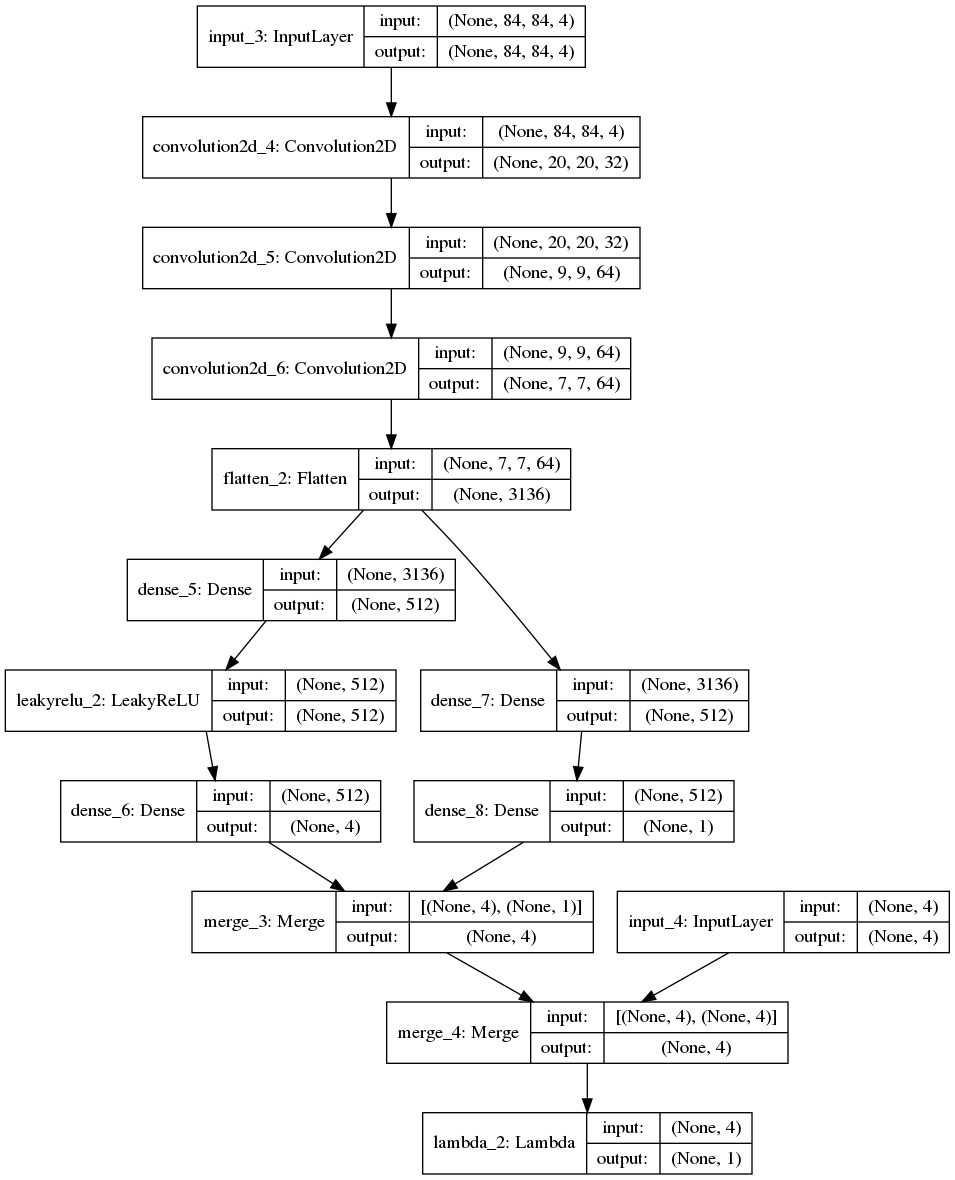 input_3: InputLayer
input: (None, 84, 84, 4)
output: (None, 84, 84, 4)
convolution2d_4: Convolution2D
input: (None, 84, 84, 4)
output: (None, 20, 20, 32)
convolution2d_5: Convolution2D
input: (None, 20, 20, 32)
output: (None, 9, 9, 64)
convolution2d_6: Convolution2D
input: (None, 9, 9, 64)
output: (None, 7, 7, 64)
flatten_2: Flatten
input: (None, 7, 7, 64)
output: (None, 3136)
dense_5: Dense
input: (None, 3136)
output: (None, 512)
leakyrelu_2: LeakyReLU
input: (None, 512)
output: (None, 512)
dense_7: Dense
input: (None, 3136)
output: (None, 512)
dense_6: Dense
input: (None, 512)
output: (None, 4)
dense_8: Dense
input: (None, 512)
output: (None, 1)
merge_3: Merge
input: [(None, 4), (None, 1)]
output: (None, 4)
input_4: InputLayer
input: (None, 4)
output: (None, 4)
merge_4: Merge
input: [(None, 4), (None, 4)]
output: (None, 4)
lambda_2: Lambda
input: (None, 4)
output: (None, 1)